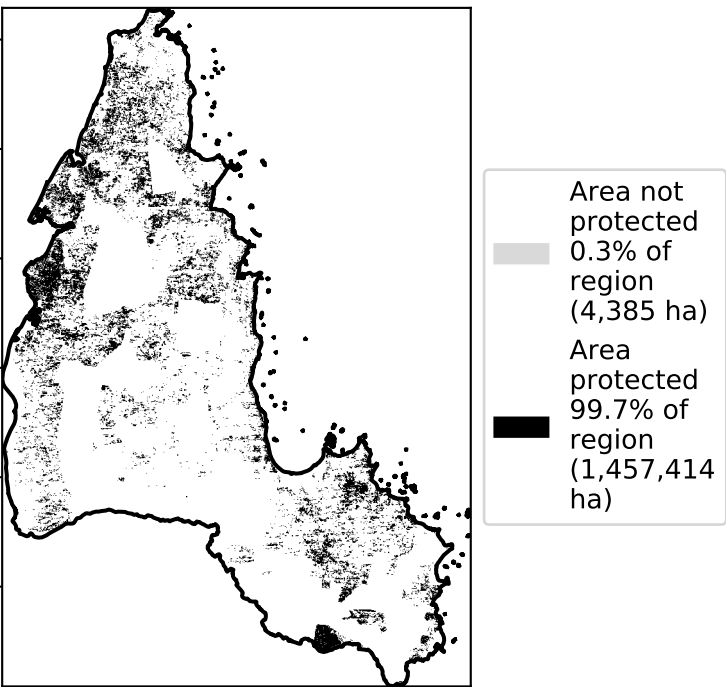 Area not
protected
0.3% of
region
(4,385 ha)
Area
protected
99.7% of
region
(1,457,414
ha)